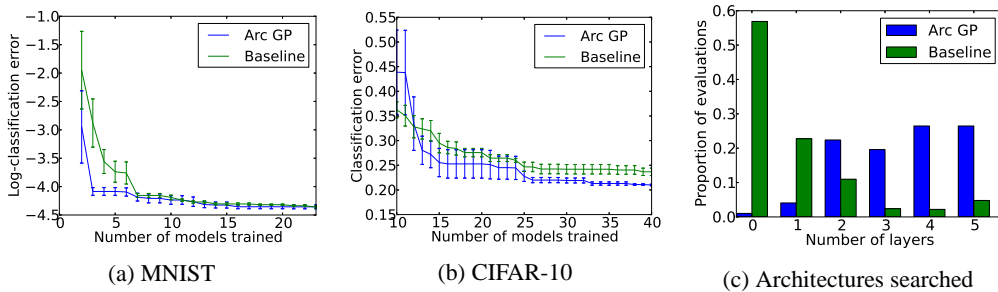 −1.0
−1.5
−2.0
−2.5
−3.0
−3.5
−4.0
−4.5
Log-classification error
0 5 10 15 20
Number of models trained
Arc GP
Baseline
(a) MNIST
0.55
0.50
0.45
0.40
0.35
0.30
0.25
0.20
0.15
Classification error
10 15 20 25 30 35 40
Number of models trained
Arc GP
Baseline
(b) CIFAR-10
0.6
0.5
0.4
0.3
0.2
0.1
0.0
Proportion of evaluations
0 1 2 3 4 5
Number of layers
Arc GP
Baseline
(c) Architectures searched